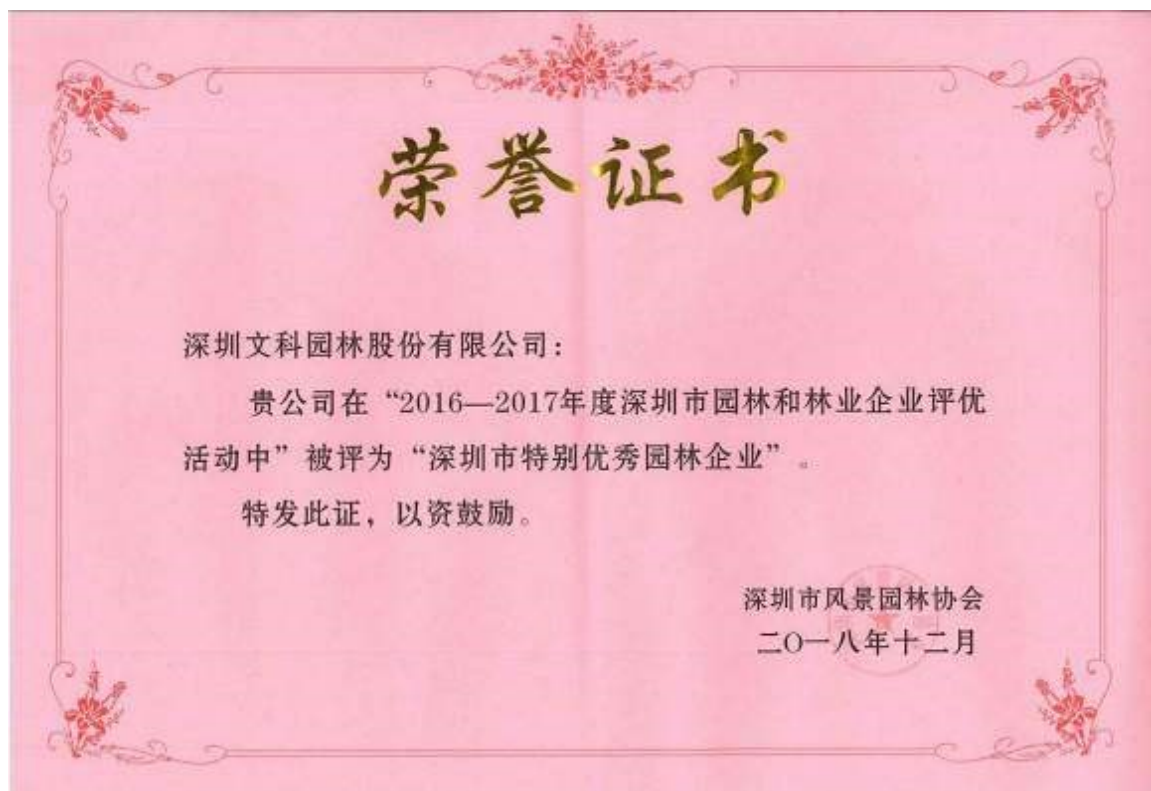 荣誉证书
深圳文科园林股份有限公司：
贵公司在“2016—2017年度深圳市园林和林业企业评优
活动中”被评为“深圳市特别优秀园林企业”。
特发此证，以资鼓励。
深圳市风景园林协会
二O一八年十二月